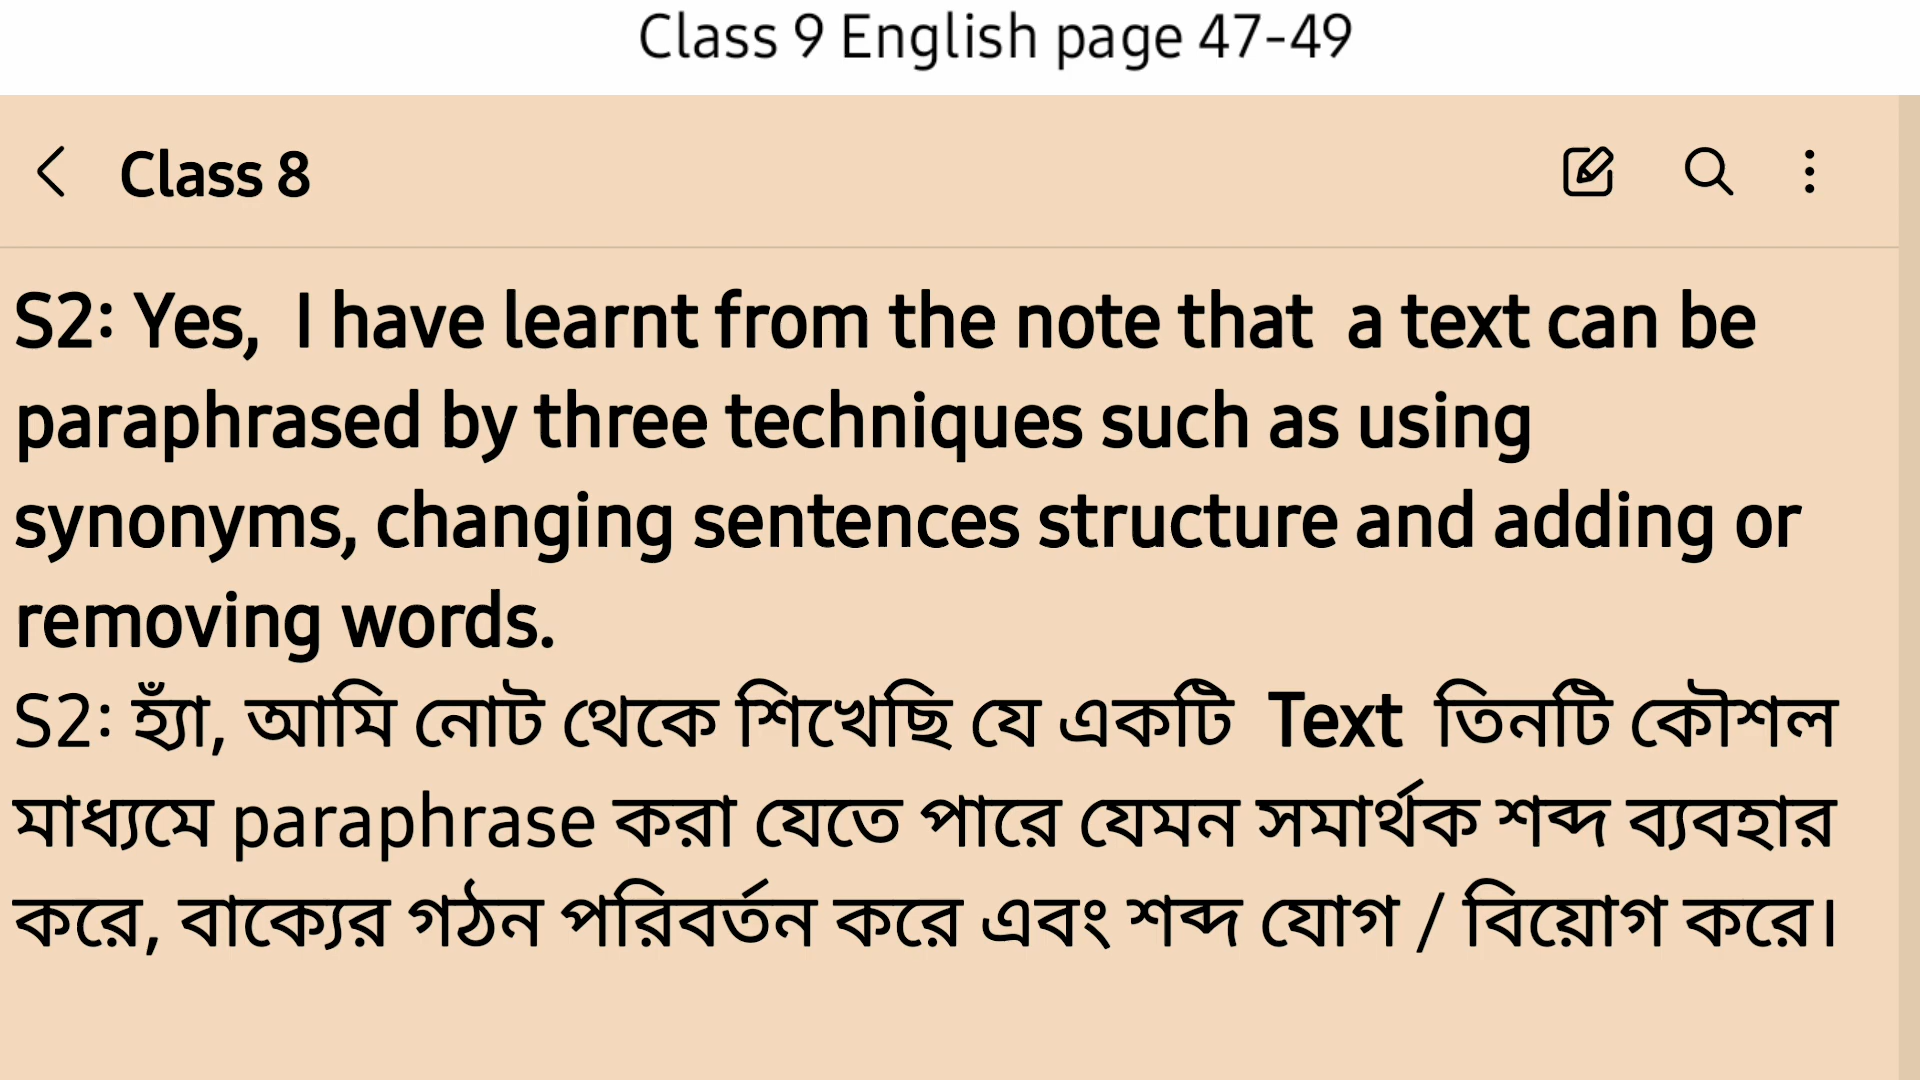 Class 9 English page 47-49
Class 8
S2: Yes, I have learnt from the note that a text can be
paraphrased by three techniques such as using
synonyms, changing sentences structure and adding or
removing words.
S2: হ্যাঁ, আমি নোট থেকে শিখেছি যে একটি Text তিনটি কৌশল
মাধ্যমে paraphrase করা যেতে পারে যেমন সমার্থক শব্দ ব্যবহার
করে, বাক্যের গঠন পরিবর্তন করে এবং শব্দ যোগ / বিয়োগ করে।